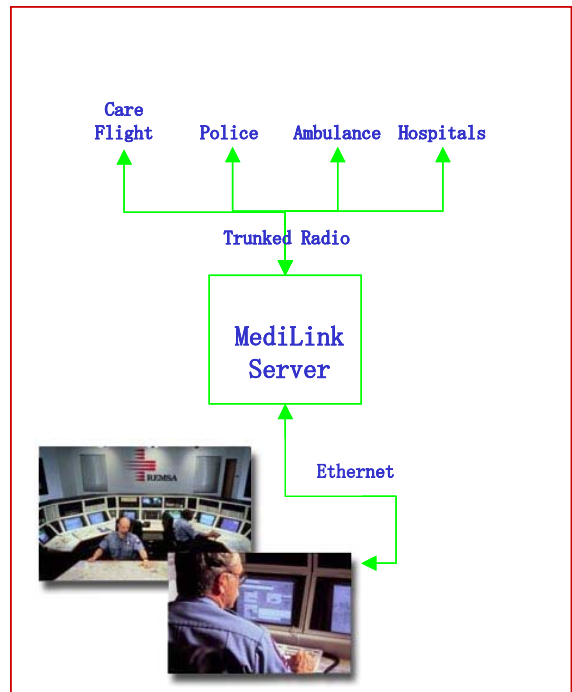 Care
Flight Police Ambulance Hospitals
Trunked Radio
MediLink
Server
Ethernet
REMSA